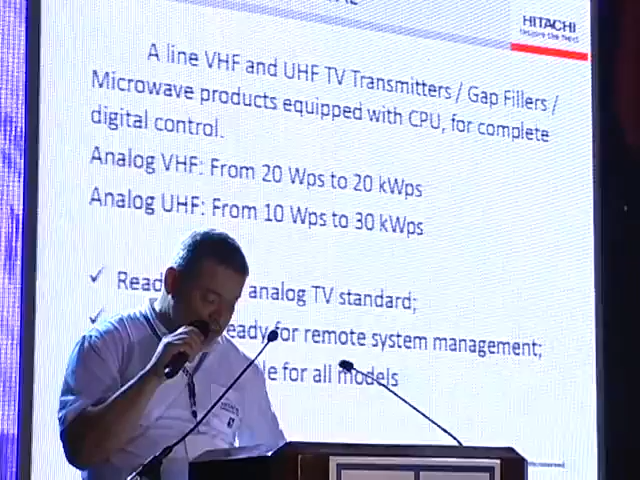 HITACHI
Inspire the Next
A line VHF and UHF TV Transmitters / Gap Fillers /
Microwave products equipped with CPU, for complete
digital control.
Analog VHF: From 20 Wps to 20 kWps
Analog UHF: From 10 Wps to 30 kWps
✓ Read analog TV standard;
✓ eady for remote system management;
le for all models
HITACHI